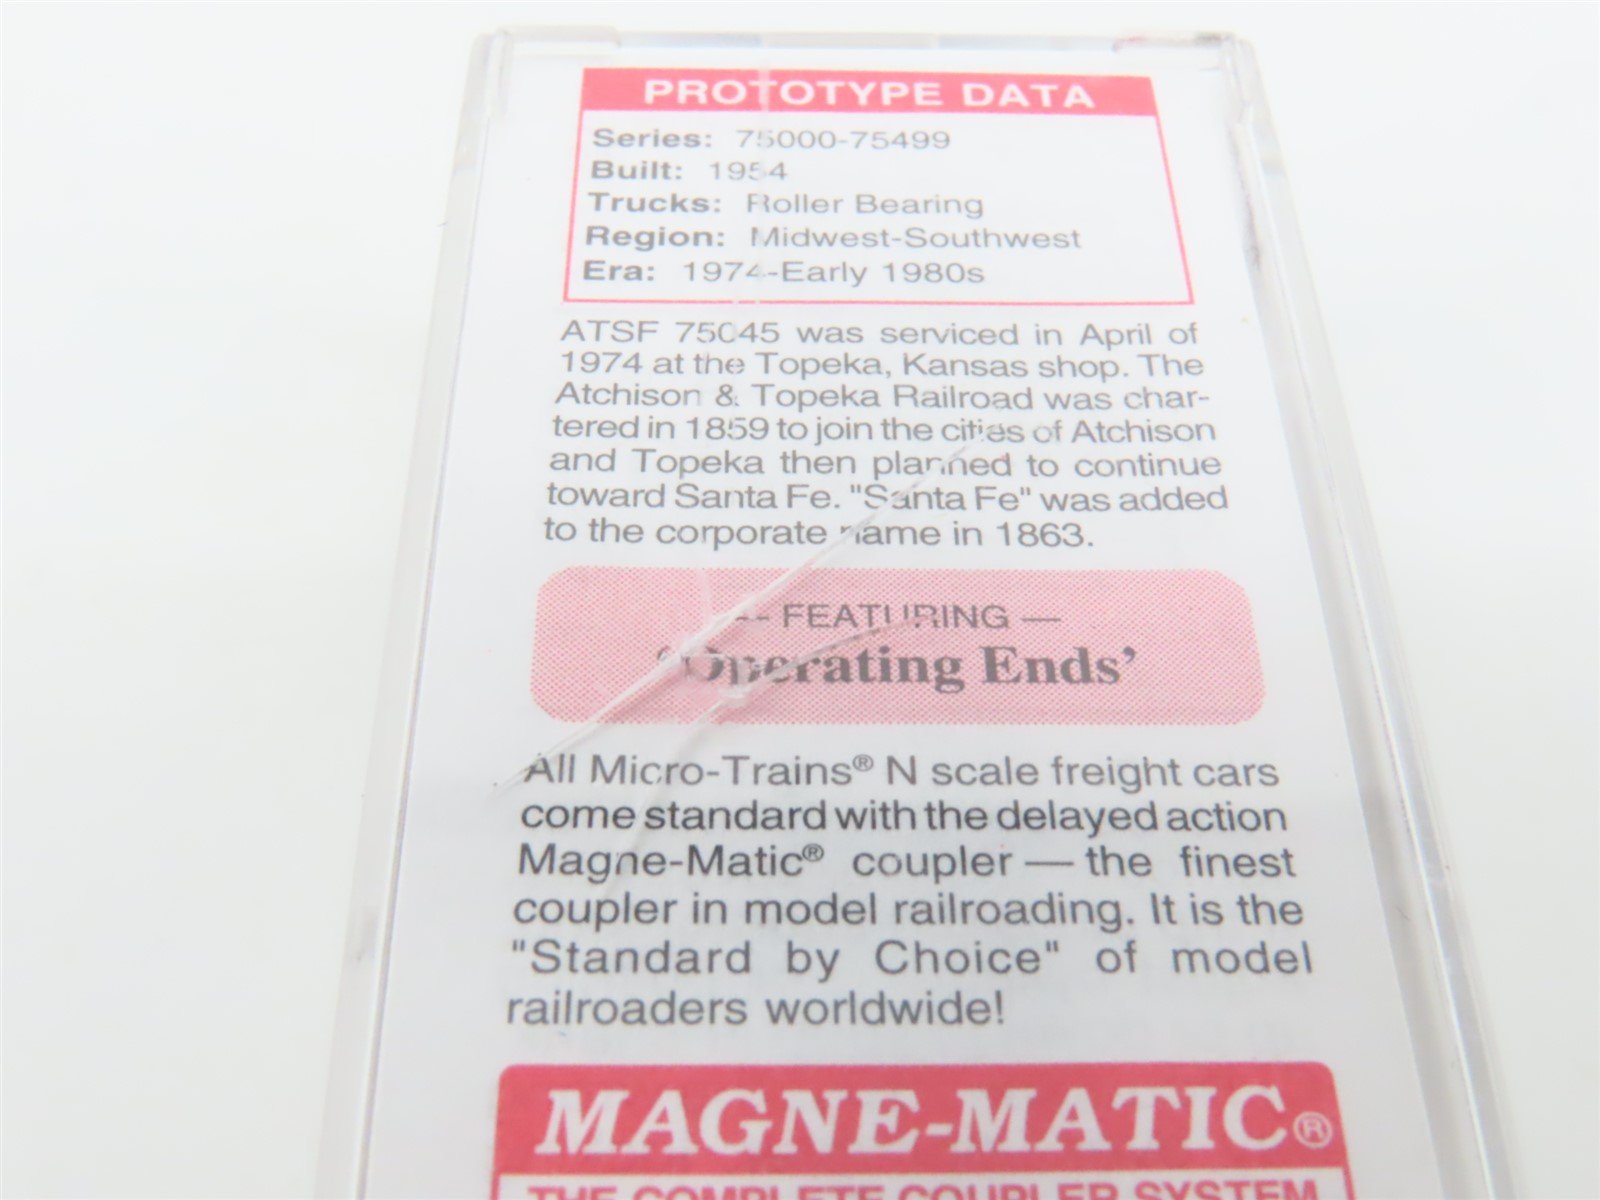 PROTOTYPE DATA
Series: 75000-75499
Built: 1954
Trucks: Roller Bearing
Region: Midwest-Southwest
Era: 1974-Early 1980s
ATSF 75045 was serviced in April of
1974 at the Topeka, Kansas shop. The
Atchison & Topeka Railroad was char-
tered in 1859 to join the cities of Atchison
and Topeka then planned to continue
toward Santa Fe. "Santa Fe" was added
to the corporate name in 1863.
— FEATURING —
'Operating Ends'
All Micro-Trains® N scale freight cars
come standard with the delayed action
Magne-Matic® coupler — the finest
coupler in model railroading. It is the
"Standard by Choice" of model
railroaders worldwide!
MAGNE-MATIC®
THE COMPLETE COUPLER SYSTEM